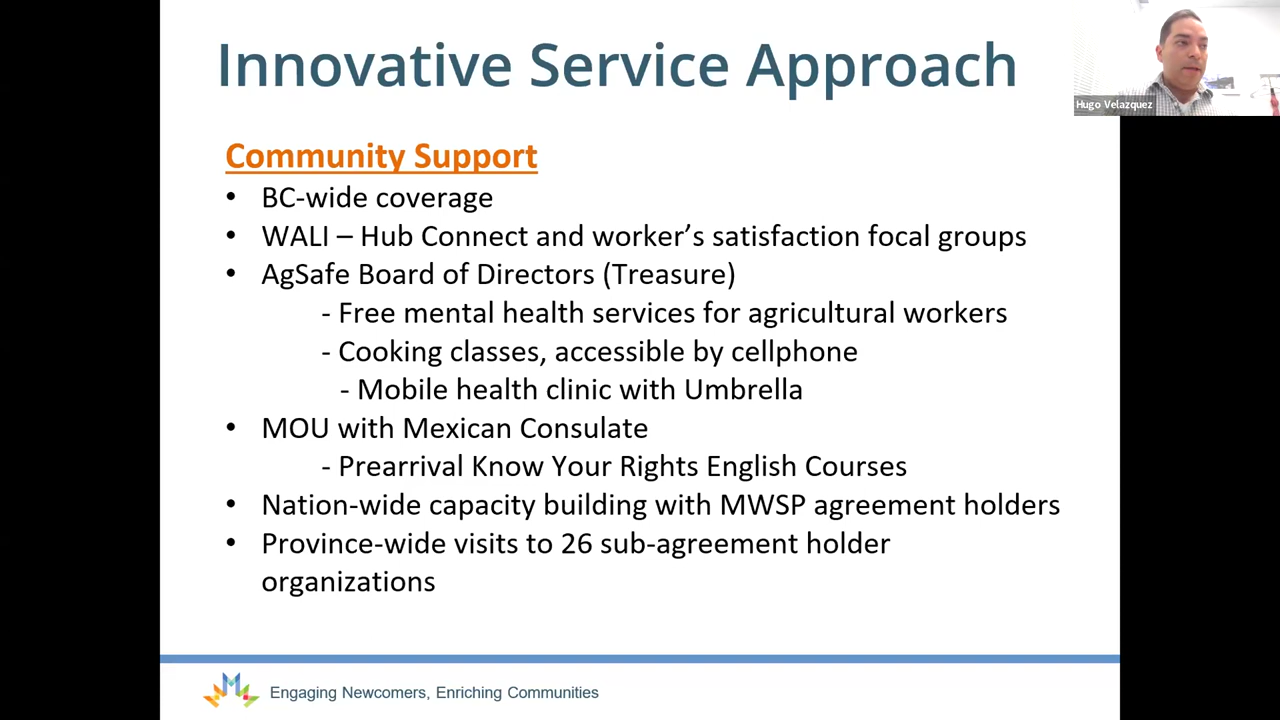 Innovative Service Approach
Hugo Velazquez
Community Support
• BC-wide coverage
• WALI – Hub Connect and worker's satisfaction focal groups
• AgSafe Board of Directors (Treasure)
- Free mental health services for agricultural workers
- Cooking classes, accessible by cellphone
- Mobile health clinic with Umbrella
• MOU with Mexican Consulate
- Prearrival Know Your Rights English Courses
• Nation-wide capacity building with MWSP agreement holders
• Province-wide visits to 26 sub-agreement holder
organizations
Engaging Newcomers, Enriching Communities